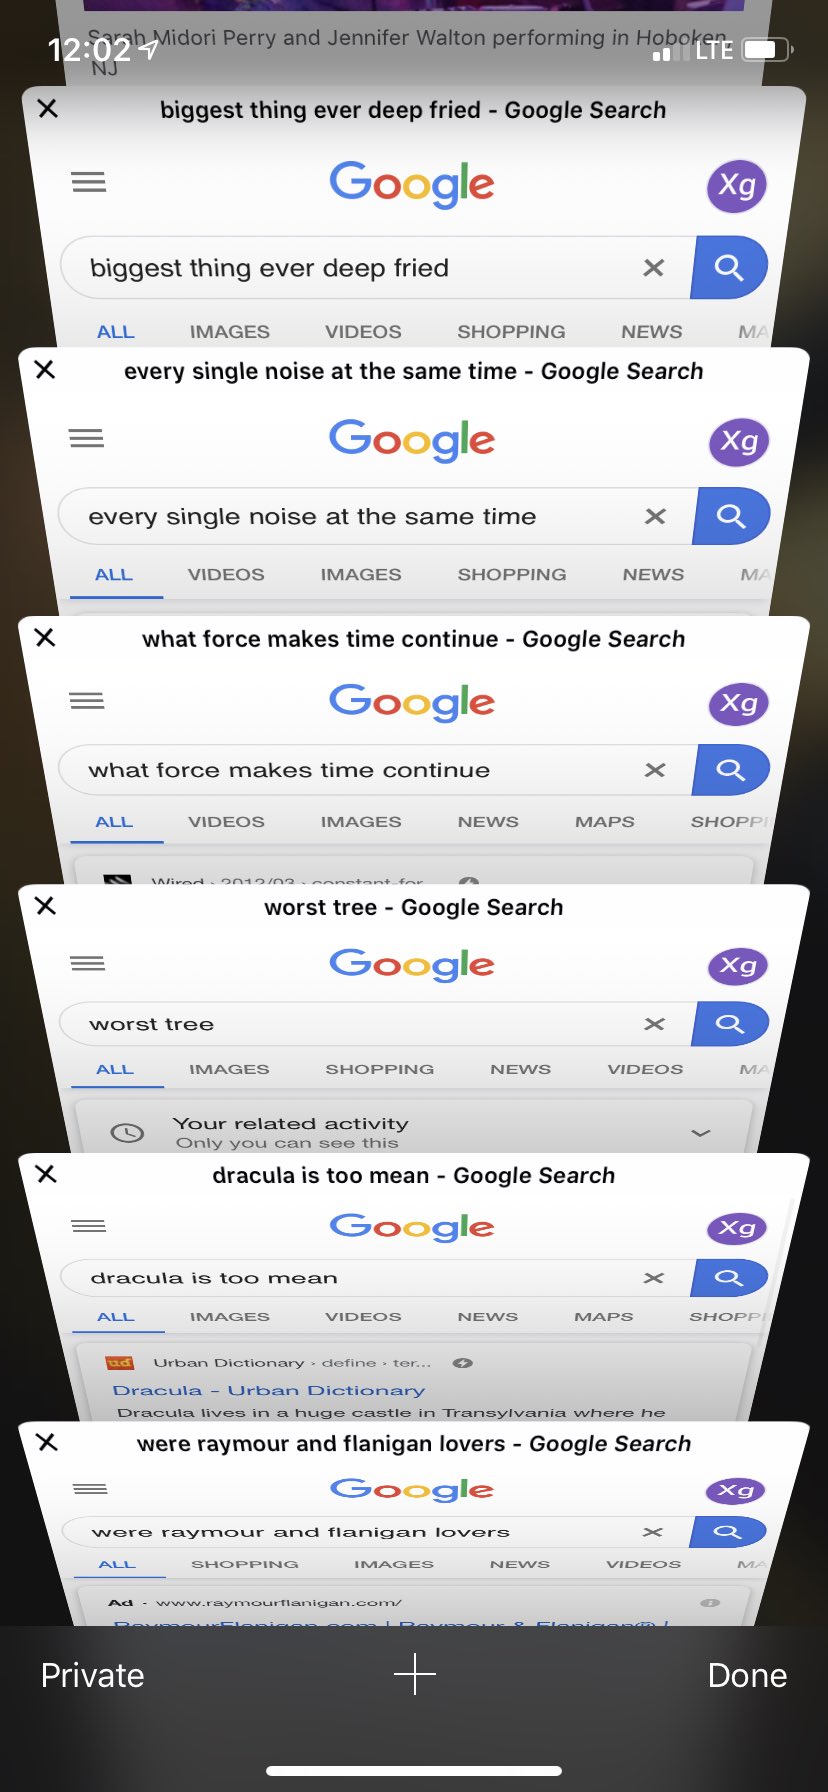 Sarah Midori Perry and Jennifer Walton performing in Hoboken,
NJ
12:02
LTE
biggest thing ever deep fried - Google Search
Google
Xg
biggest thing ever deep fried
ALL IMAGES VIDEOS SHOPPING NEWS MA
every single noise at the same time - Google Search
Google
Xg
every single noise at the same time
ALL VIDEOS IMAGES SHOPPING NEWS MA
what force makes time continue - Google Search
Google
Xg
what force makes time continue
ALL VIDEOS IMAGES NEWS MAPS SHOPPI
Wired › 2012/03 › constant-for...
worst tree - Google Search
Google
Xg
worst tree
ALL IMAGES SHOPPING NEWS VIDEOS MA
Your related activity
Only you can see this
dracula is too mean - Google Search
Google
Xg
dracula is too mean
ALL IMAGES VIDEOS NEWS MAPS SHOPPI
ud Urban Dictionary › define › ter...
Dracula - Urban Dictionary
Dracula lives in a huge castle in Transylvania where he
were raymour and flanigan lovers - Google Search
Google
Xg
were raymour and flanigan lovers
ALL SHOPPING IMAGES NEWS VIDEOS MA
Ad · www.raymourflanigan.com/
RaymourFlanigan.com | Raymour & Flanigan® |
Private
Done